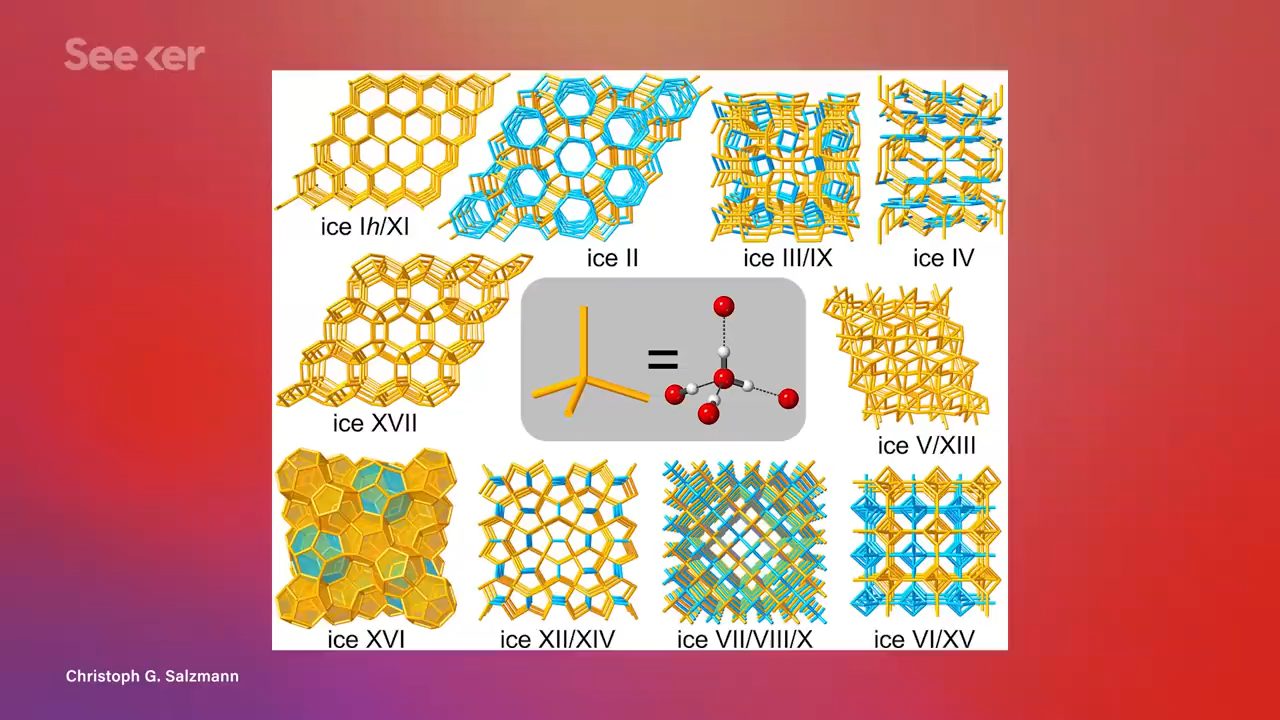 Seeker
ice Ih/XI
ice II
ice III/IX
ice IV
ice XVII
=
ice V/XIII
ice XVI
ice XII/XIV
ice VII/VIII/X
ice VI/XV
Christoph G. Salzmann